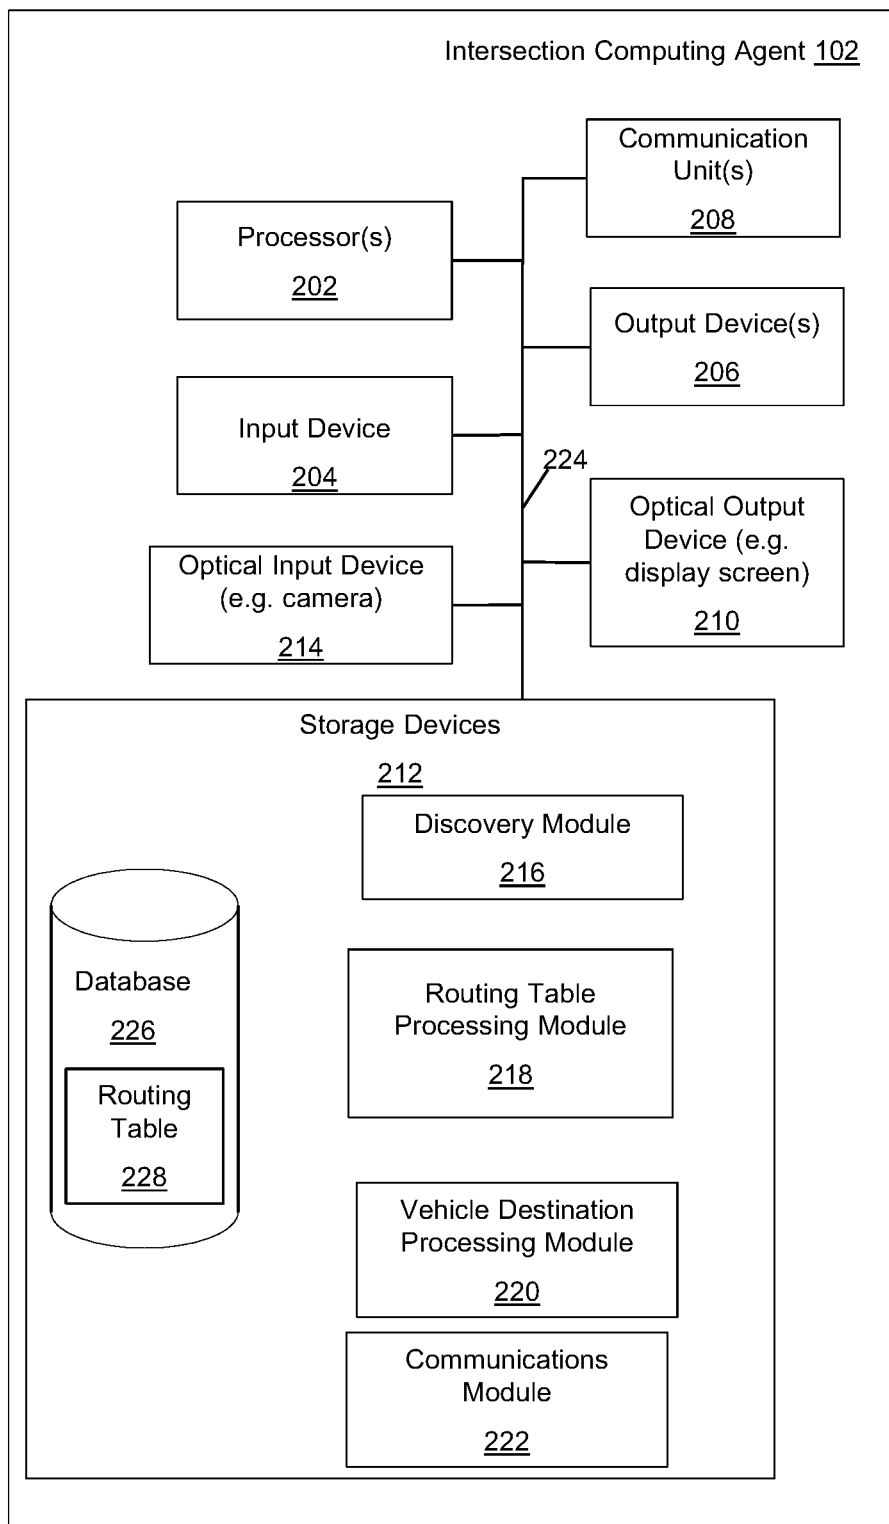 Intersection Computing Agent 102
Communication
Unit(s)
208
Processor(s)
202
Output Device(s)
206
Input Device
204
224
Optical Output
Device (e.g.
display screen)
210
Optical Input Device
(e.g. camera)
214
Storage Devices
212
Discovery Module
216
Database
226
Routing
Table
228
Routing Table
Processing Module
218
Vehicle Destination
Processing Module
220
Communications
Module
222